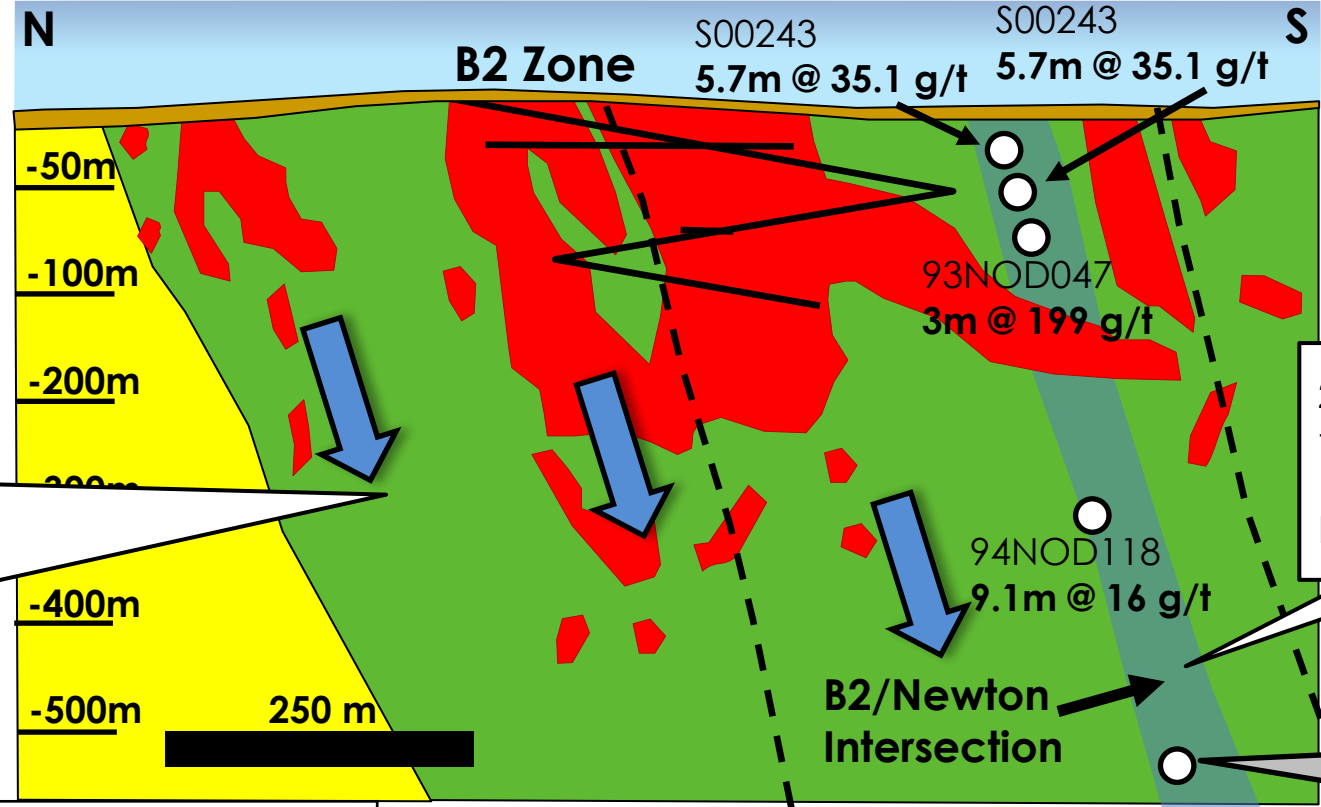 N
S
B2 Zone
S00243
5.7m @ 35.1 g/t
S00243
5.7m @ 35.1 g/t
-50m
-100m
93NOD047
3m @ 199 g/t
-200m
94NOD118
9.1m @ 16 g/t
-400m
-500m
250 m
B2/Newton
Intersection